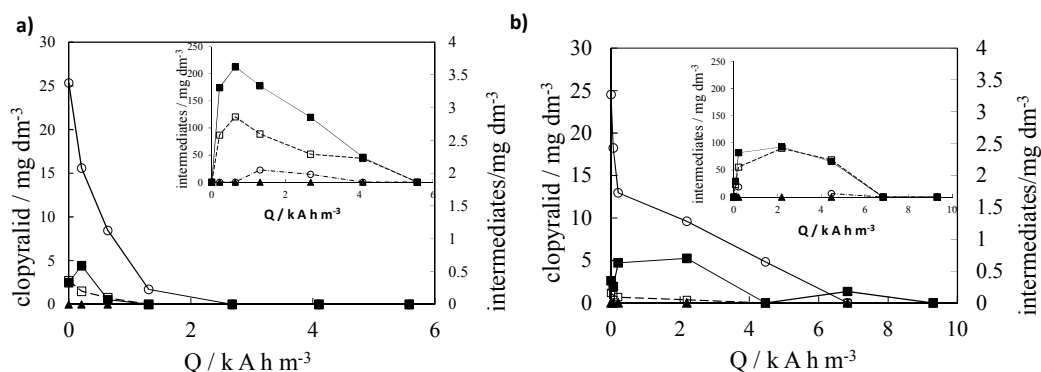 a)
30
25
20
15
10
5
0
clopyralid / mg dm⁻³
0 2 4 6
Q / k A h m⁻³
4
3.5
3
2.5
2
1.5
1
0.5
0
intermediates/mg dm⁻³
250
200
150
100
50
0
intermediates / mg dm⁻³
0 2 4 6
Q / k A h m⁻³
b)
30
25
20
15
10
5
0
clopyralid / mg dm⁻³
0 2 4 6 8 10
Q / k A h m⁻³
4
3.5
3
2.5
2
1.5
1
0.5
0
intermediates/mg dm⁻³
250
200
150
100
50
0
intermediates / mg dm⁻³
0 2 4 6 8 10
Q / k A h m⁻³